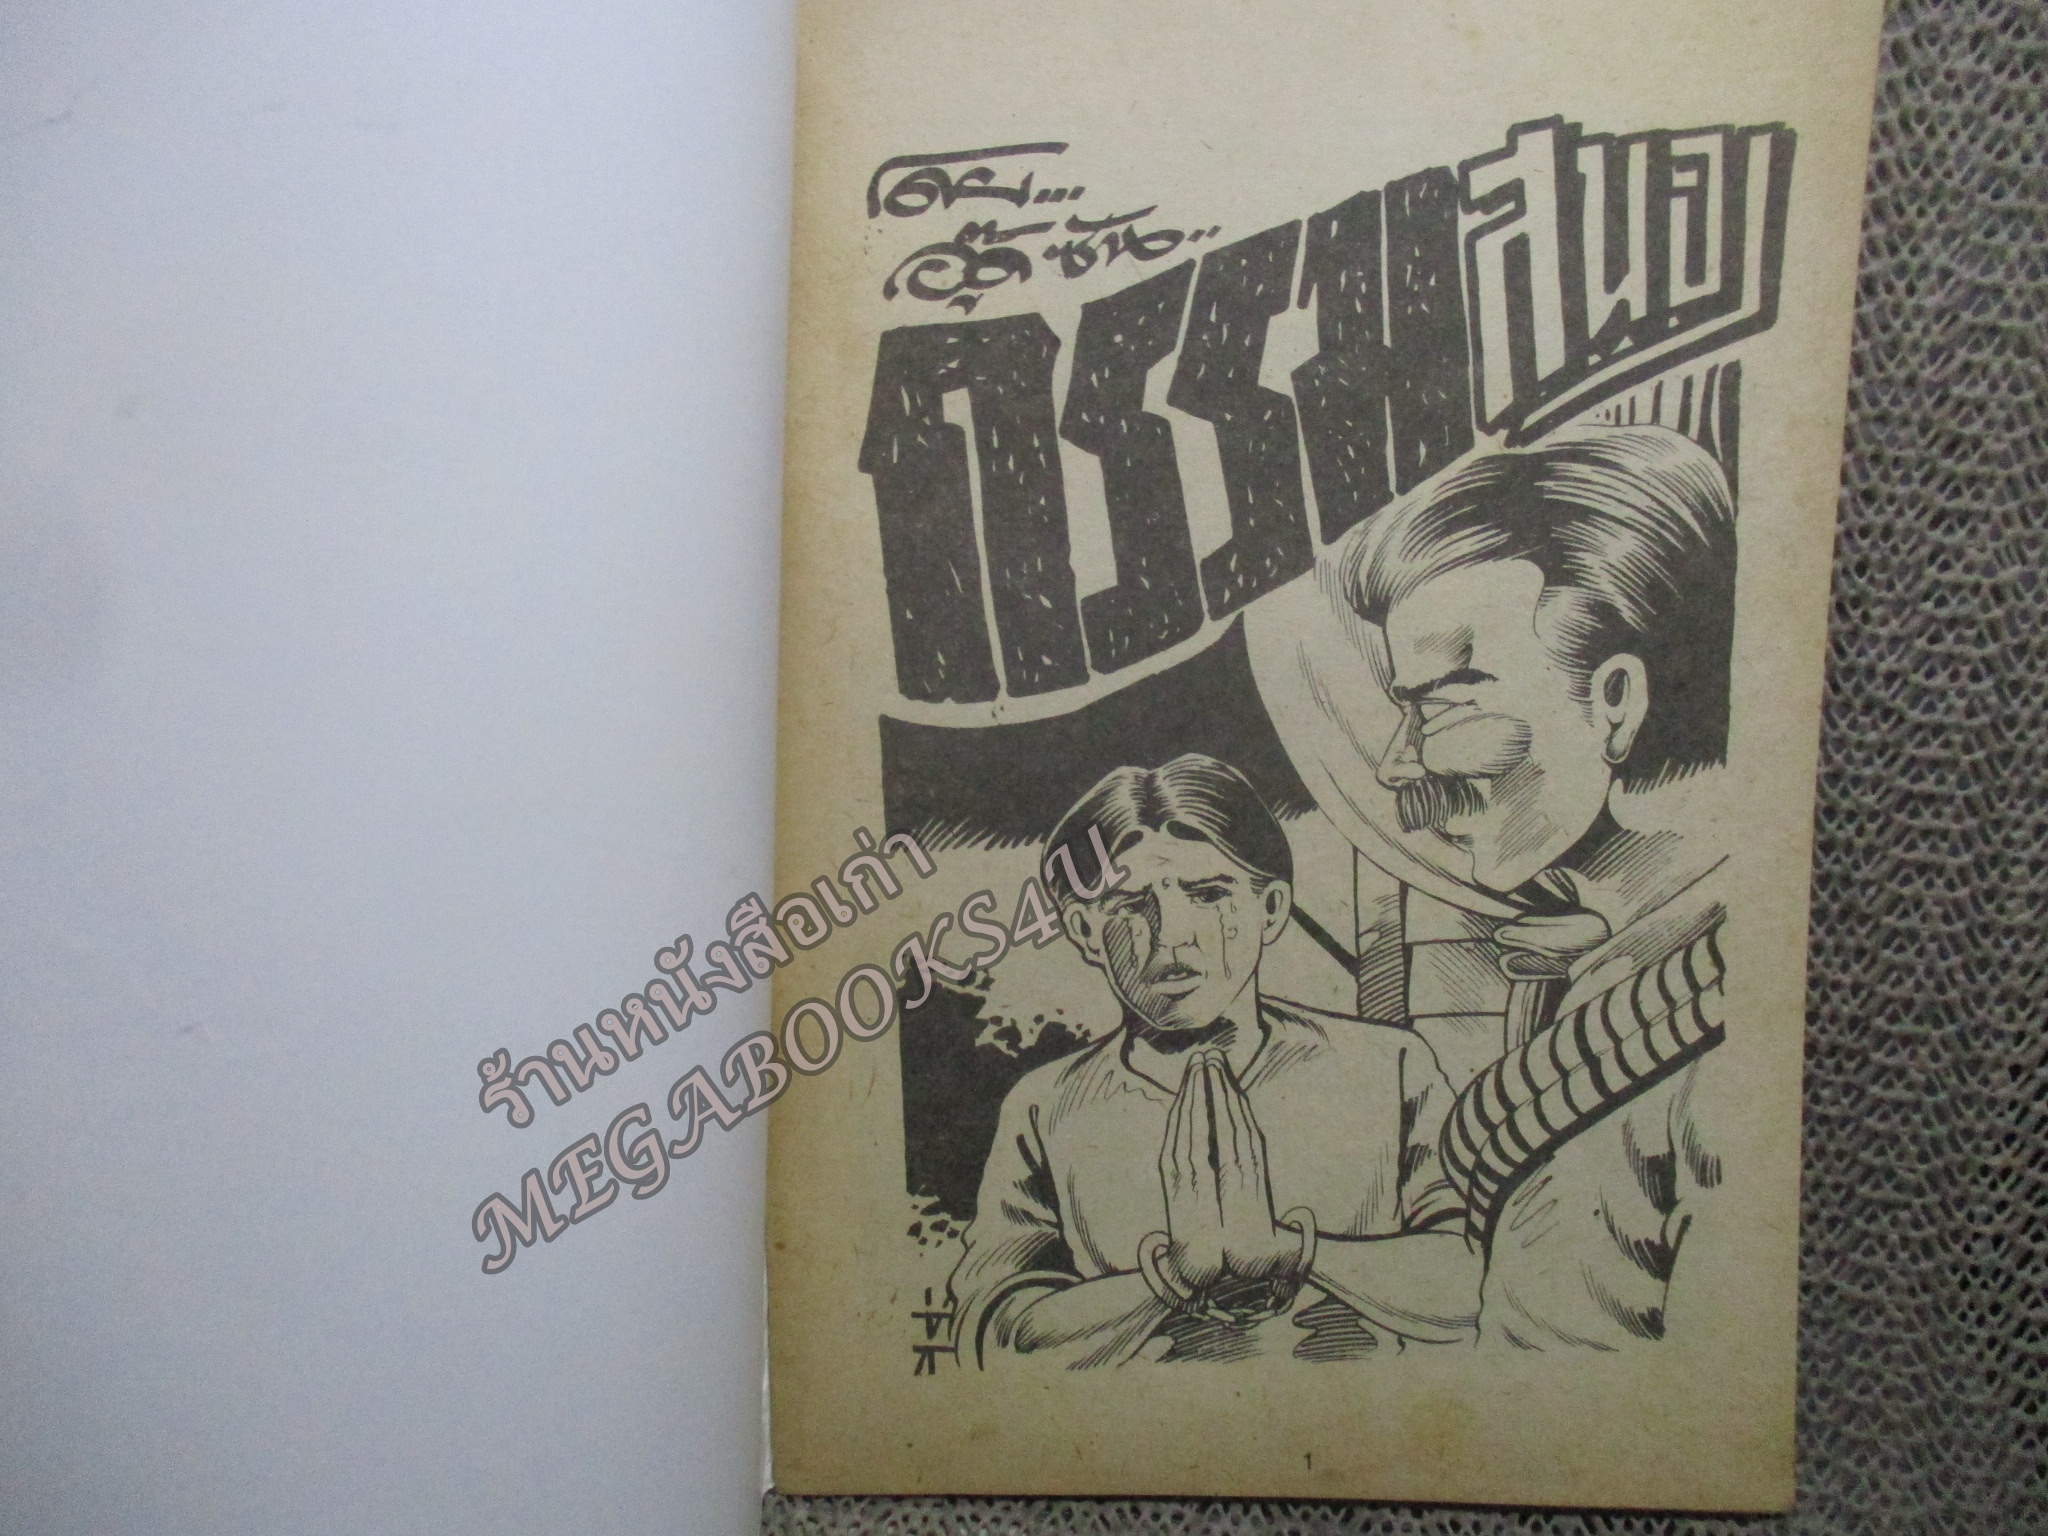 โดย...
จุ๊ ชัน..
กรรมสนอง
ร้านหนังสือเก่า
MEGABOOKS4U
1